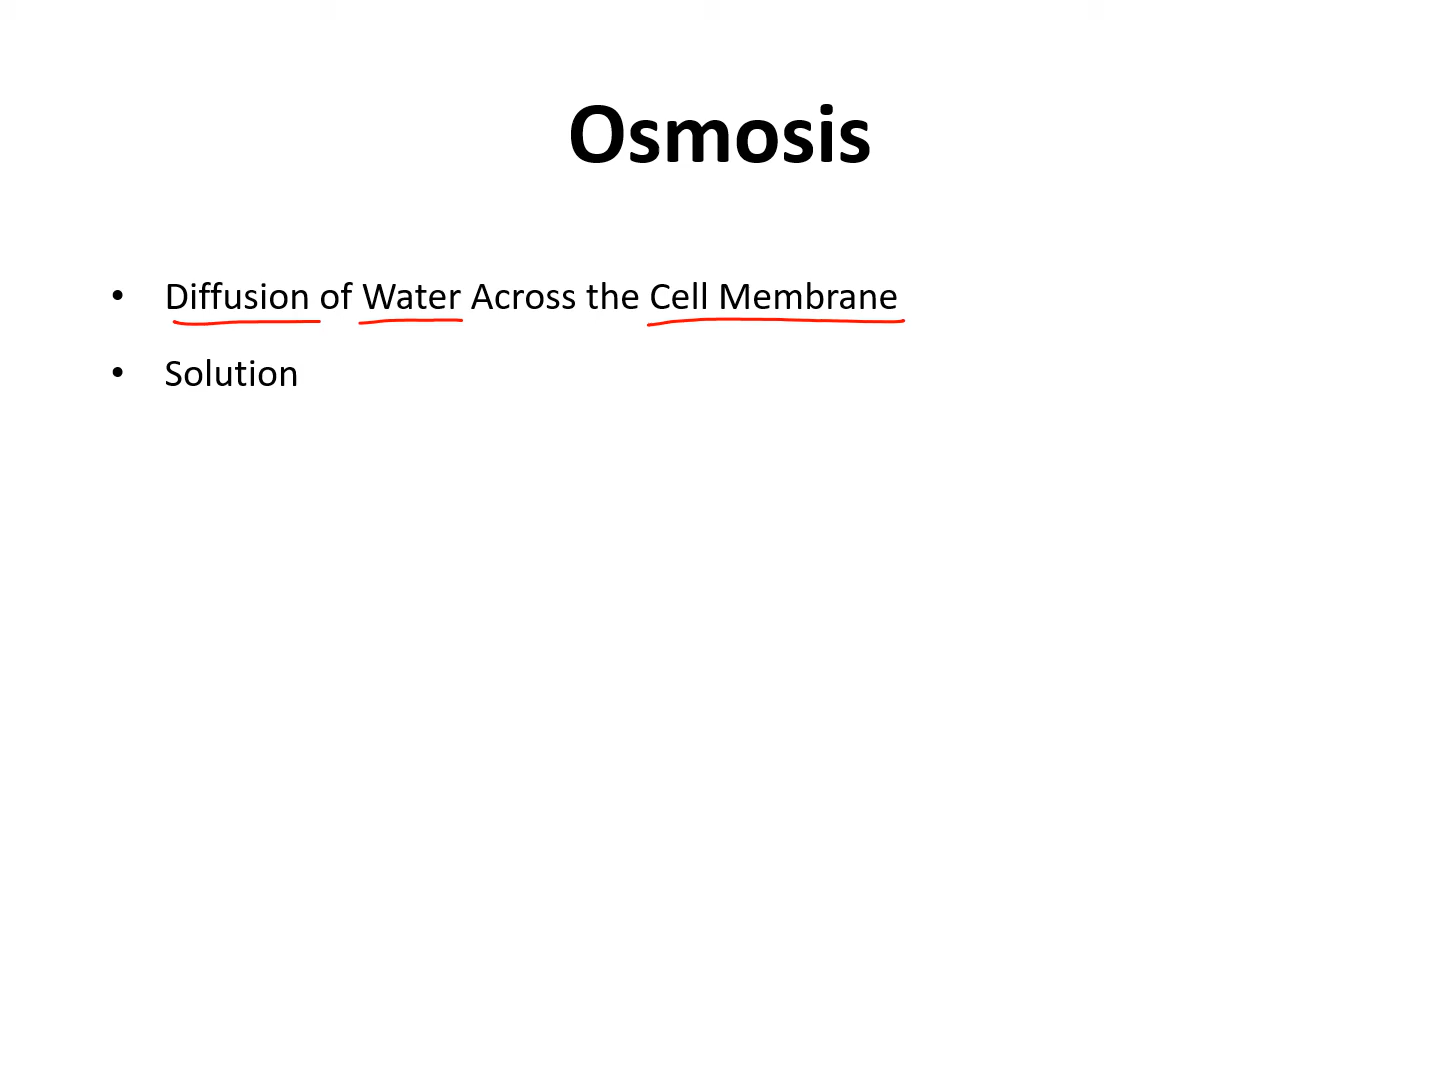 Osmosis
• Diffusion of Water Across the Cell Membrane
• Solution